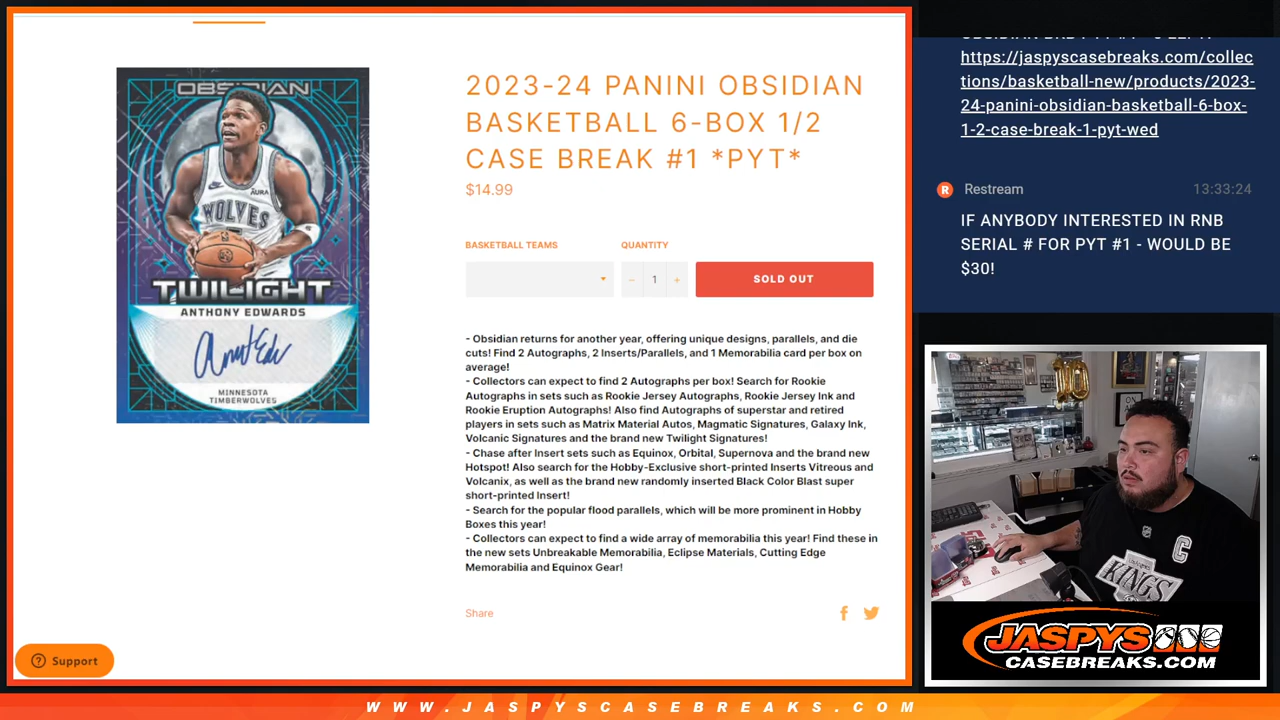 OBSIDIAN
WOLVES
AURA
TWILIGHT
ANTHONY EDWARDS
MINNESOTA
TIMBERWOLVES
2023-24 PANINI OBSIDIAN
BASKETBALL 6-BOX 1/2
CASE BREAK #1 *PYT*
$14.99
BASKETBALL TEAMS
QUANTITY
− 1 +
SOLD OUT
- Obsidian returns for another year, offering unique designs, parallels, and die
cuts! Find 2 Autographs, 2 Inserts/Parallels, and 1 Memorabilia card per box on
average!
- Collectors can expect to find 2 Autographs per box! Search for Rookie
Autographs in sets such as Rookie Jersey Autographs, Rookie Jersey Ink and
Rookie Eruption Autographs! Also find Autographs of superstar and retired
players in sets such as Matrix Material Autos, Magmatic Signatures, Galaxy Ink,
Volcanic Signatures and the brand new Twilight Signatures!
- Chase after Insert sets such as Equinox, Orbital, Supernova and the brand new
Hotspot! Also search for the Hobby-Exclusive short-printed Inserts Vitreous and
Volcanix, as well as the brand new randomly inserted Black Color Blast super
short-printed Insert!
- Search for the popular flood parallels, which will be more prominent in Hobby
Boxes this year!
- Collectors can expect to find a wide array of memorabilia this year! Find these in
the new sets Unbreakable Memorabilia, Eclipse Materials, Cutting Edge
Memorabilia and Equinox Gear!
Share
Support
https://jaspyscasebreaks.com/collec
tions/basketball-new/products/2023-
24-panini-obsidian-basketball-6-box-
1-2-case-break-1-pyt-wed
R Restream 13:33:24
IF ANYBODY INTERESTED IN RNB
SERIAL # FOR PYT #1 - WOULD BE
$30!
10
C
KINGS
JASPYS
CASEBREAKS.COM
WWW.JASPYSCASEBREAKS.COM